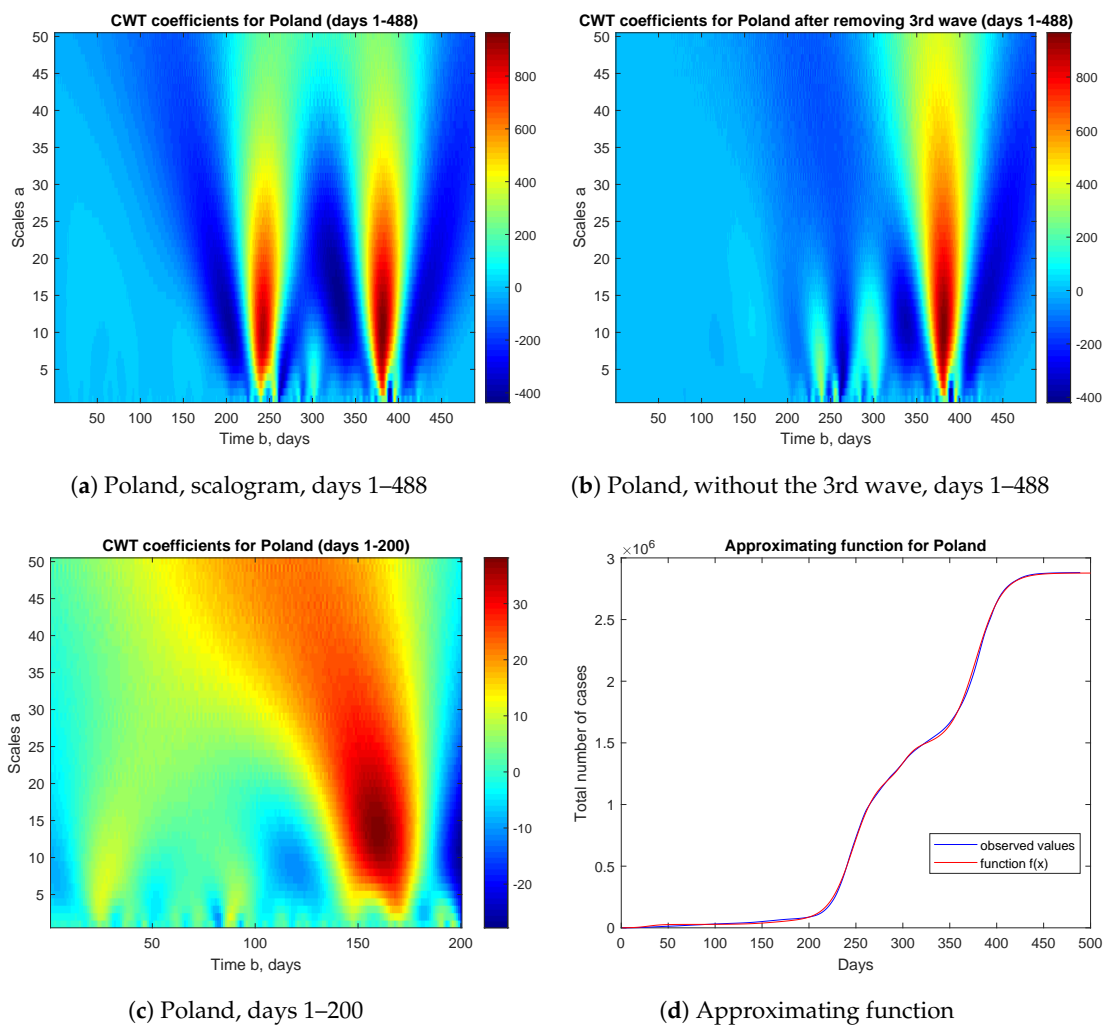 CWT coefficients for Poland (days 1-488)
Scales a
50
45
40
35
30
25
20
15
10
5
50 100 150 200 250 300 350 400 450
Time b, days
800
600
400
200
0
-200
-400
(a) Poland, scalogram, days 1–488
CWT coefficients for Poland after removing 3rd wave (days 1-488)
Scales a
50
45
40
35
30
25
20
15
10
5
50 100 150 200 250 300 350 400 450
Time b, days
800
600
400
200
0
-200
-400
(b) Poland, without the 3rd wave, days 1–488
CWT coefficients for Poland (days 1-200)
Scales a
50
45
40
35
30
25
20
15
10
5
50 100 150 200
Time b, days
30
20
10
0
-10
-20
(c) Poland, days 1–200
Approximating function for Poland
×10⁶
Total number of cases
3
2.5
2
1.5
1
0.5
0
0 50 100 150 200 250 300 350 400 450 500
Days
observed values
function f(x)
(d) Approximating function